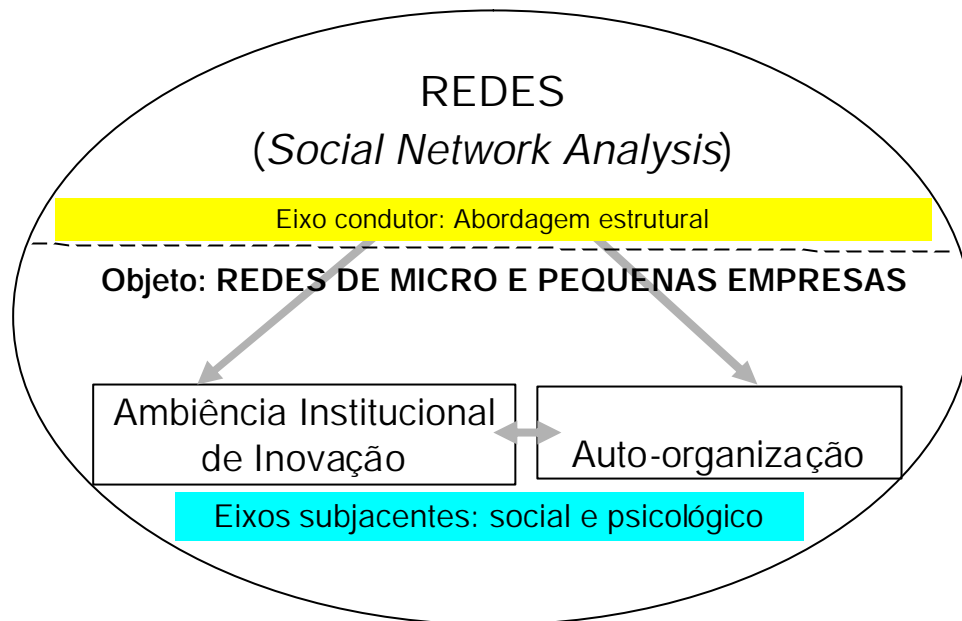 REDES
(Social Network Analysis)
Eixo condutor: Abordagem estrutural
Objeto: REDES DE MICRO E PEQUENAS EMPRESAS
Ambiência Institucional
de Inovação
Auto-organização
Eixos subjacentes: social e psicológico